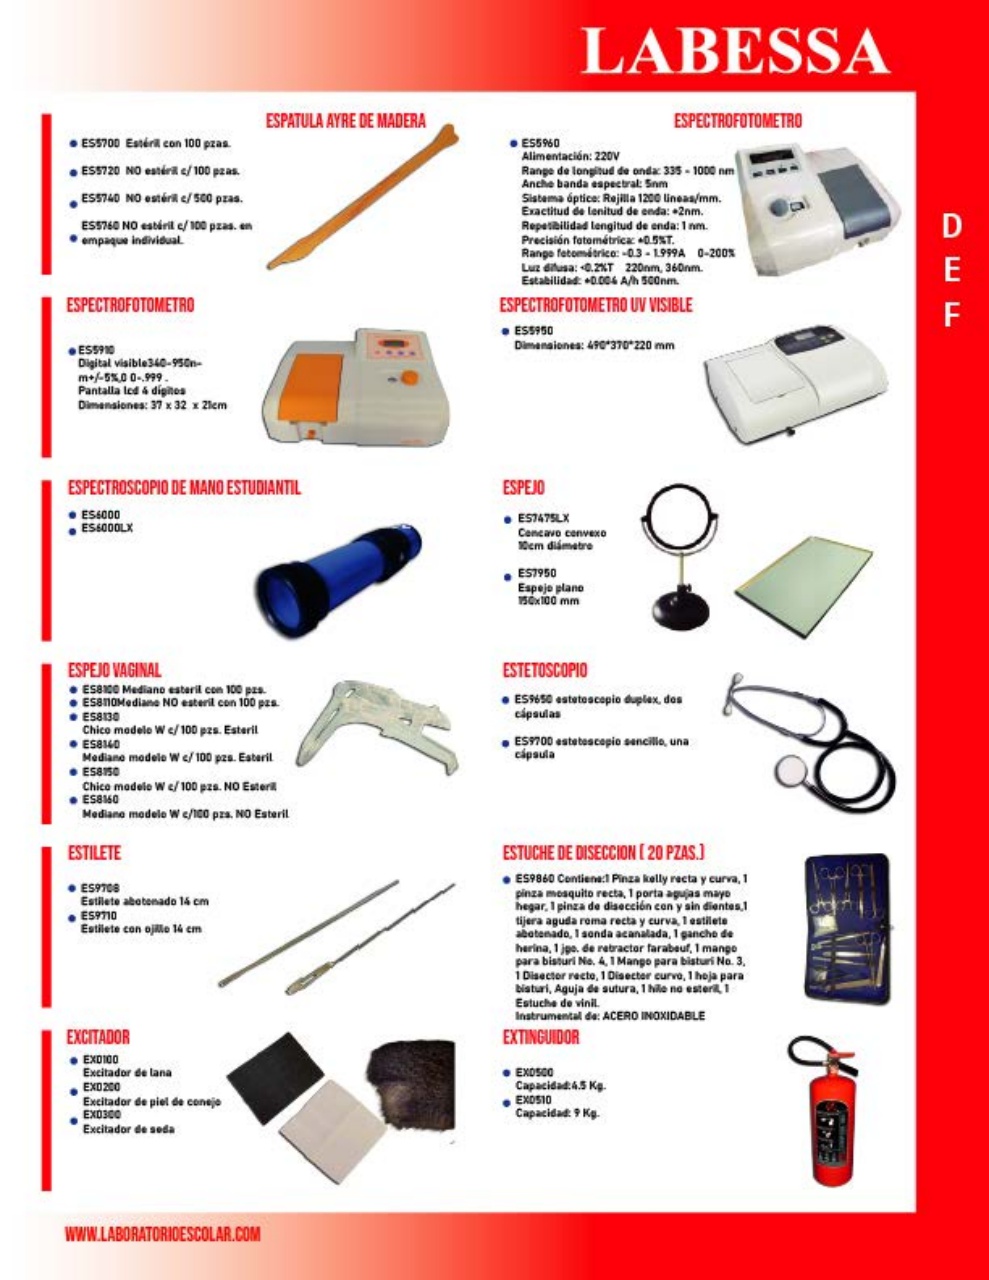 LABESSA
D
E
F
ESPATULA AYRE DE MADERA
ES5700 Estéril con 100 pzas.
ES5720 NO estéril c/ 100 pzas.
ES5740 NO estéril c/ 500 pzas.
ES5760 NO estéril c/ 100 pzas. en
empaque individual.
ESPECTROFOTOMETRO
ES5960
Alimentación: 220V
Rango de longitud de onda: 335 - 1000 nm
Ancho banda espectral: 5nm
Sistema óptico: Rejilla 1200 lineas/mm.
Exactitud de lonitud de onda: +2nm.
Repetibilidad longitud de onda: 1 nm.
Precisión fotométrica: +0.5%T.
Rango fotométrico: -0.3 - 1.999A 0-200%
Luz difusa: <0.2%T 220nm, 360nm.
Estabilidad: +0.004 A/h 500nm.
ESPECTROFOTOMETRO
ES5910
Digital visible340-950n-
m+/-5%,0 0-.999 .
Pantalla lcd 4 dígitos
Dimensiones: 37 x 32 x 21cm
ESPECTROFOTOMETRO UV VISIBLE
ES5950
Dimensiones: 490*370*220 mm
ESPECTROSCOPIO DE MANO ESTUDIANTIL
ES6000
ES6000LX
ESPEJO
ES7475LX
Concavo convexo
10cm diámetro
ES7950
Espejo plano
150x100 mm
ESPEJO VAGINAL
ES8100 Mediano esteril con 100 pzs.
ES8110Mediano NO esteril con 100 pzs.
ES8130
Chico modelo W c/ 100 pzs. Esteril
ES8140
Mediano modelo W c/ 100 pzs. Esteril
ES8150
Chico modelo W c/ 100 pzs. NO Esteril
ES8160
Mediano modelo W c/100 pzs. NO Esteril
ESTETOSCOPIO
ES9650 estetoscopio duplex, dos
cápsulas
ES9700 estetoscopio sencillo, una
cápsula
ESTILETE
ES9708
Estilete abotonado 14 cm
ES9710
Estilete con ojillo 14 cm
ESTUCHE DE DISECCION ( 20 PZAS.)
ES9860 Contiene:1 Pinza kelly recta y curva, 1
pinza mosquito recta, 1 porta agujas mayo
hegar, 1 pinza de disección con y sin dientes,1
tijera aguda roma recta y curva, 1 estilete
abotonado, 1 sonda acanalada, 1 gancho de
herina, 1 jgo. de retractor farabeuf, 1 mango
para bisturi No. 4, 1 Mango para bisturi No. 3,
1 Disector recto, 1 Disector curvo, 1 hoja para
bisturi, Aguja de sutura, 1 hilo no esteril, 1
Estuche de vinil.
Instrumental de: ACERO INOXIDABLE
EXCITADOR
EX0100
Excitador de lana
EX0200
Excitador de piel de conejo
EX0300
Excitador de seda
EXTINGUIDOR
EX0500
Capacidad:4.5 Kg.
EX0510
Capacidad: 9 Kg.
WWW.LABORATORIOESCOLAR.COM